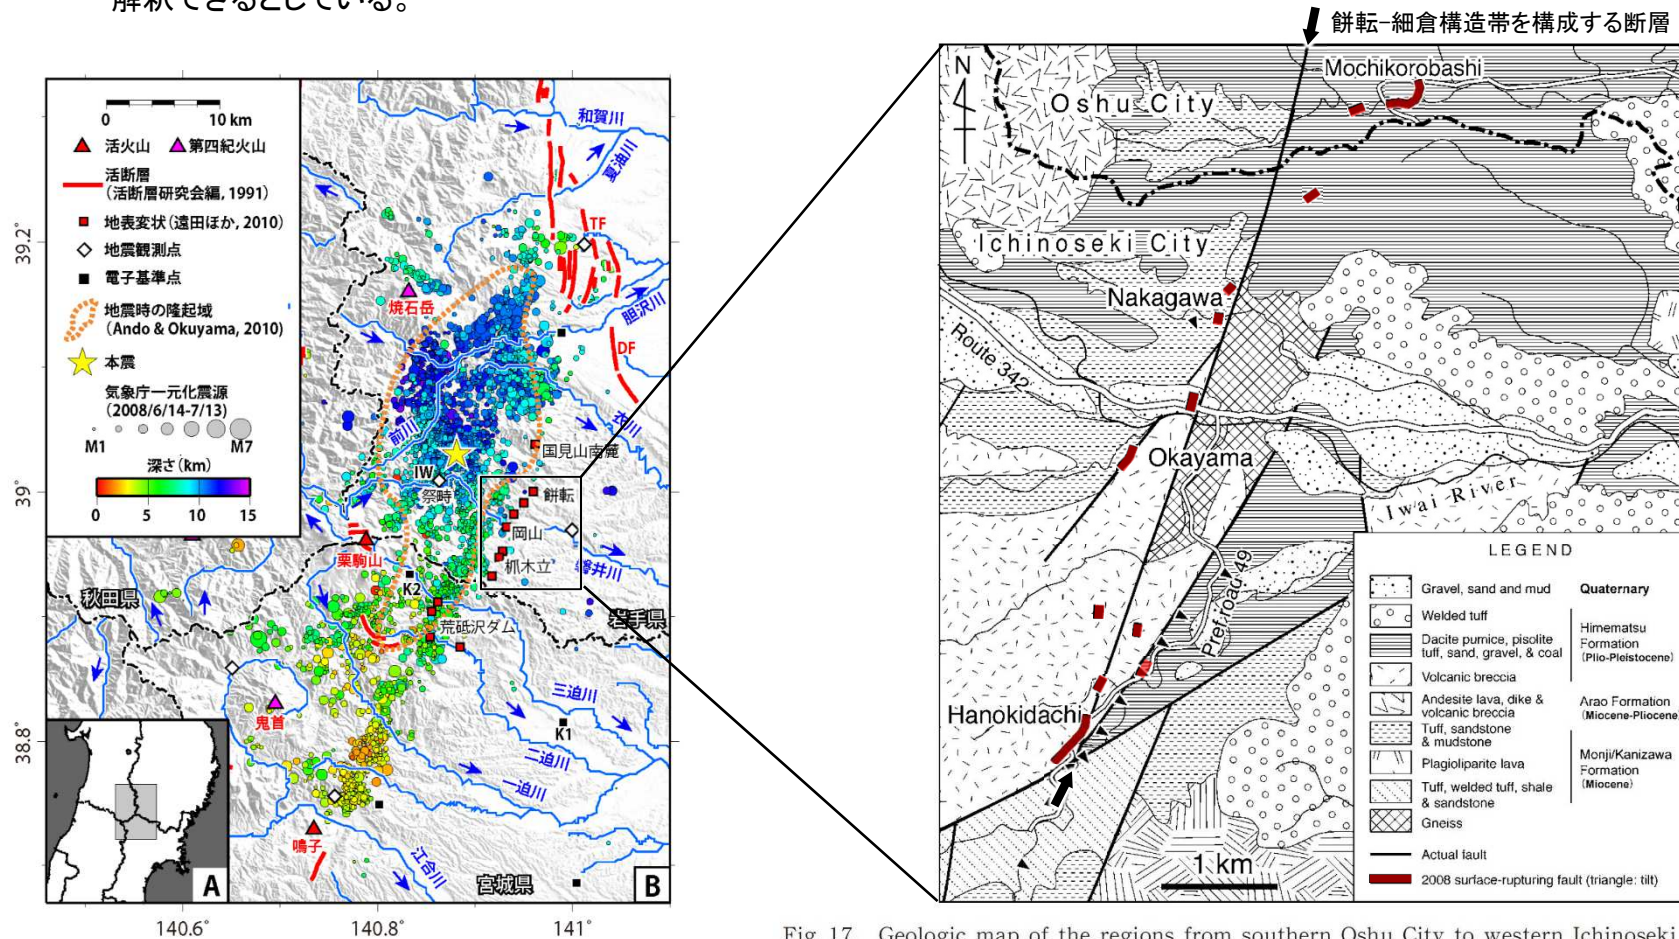 解釈できるとしている。
餅転−細倉構造帯を構成する断層
0 10 km
活火山 第四紀火山
活断層
(活断層研究会編, 1991)
地表変状(遠田ほか, 2010)
地震観測点
電子基準点
地震時の隆起域
(Ando & Okuyama, 2010)
本震
気象庁一元化震源
(2008/6/14-7/13)
M1 M7
深さ(km)
0 5 10 15
39.2°
39°
38.8°
140.6° 140.8° 141°
和賀川
夏油川
TF
焼石岳
胆沢川
DF
衣川
前川
国見山南麓
IW
祭畤
餅転
岡山
栗駒山
枛木立
磐井川
K2
秋田県
岩手県
荒砥沢ダム
三迫川
鬼首
K1
二迫川
一迫川
鳴子
江合川
宮城県
A
B
N
Mochikorobashi
Oshu City
Ichinoseki City
Nakagawa
Route 342
Okayama
Iwai River
Pref.road 49
Hanokidachi
1 km
LEGEND
Gravel, sand and mud Quaternary
Welded tuff
Dacite pumice, pisolite
tuff, sand, gravel, & coal
Himematsu
Formation
(Plio-Pleistocene)
Volcanic breccia
Andesite lava, dike &
volcanic breccia
Arao Formation
(Miocene-Pliocene)
Tuff, sandstone
& mudstone
Plagioliparite lava
Monji/Kanizawa
Formation
(Miocene)
Tuff, welded tuff, shale
& sandstone
Gneiss
Actual fault
2008 surface-rupturing fault (triangle: tilt)
Fig. 17 Geologic map of the regions from southern Oshu City to western Ichinoseki